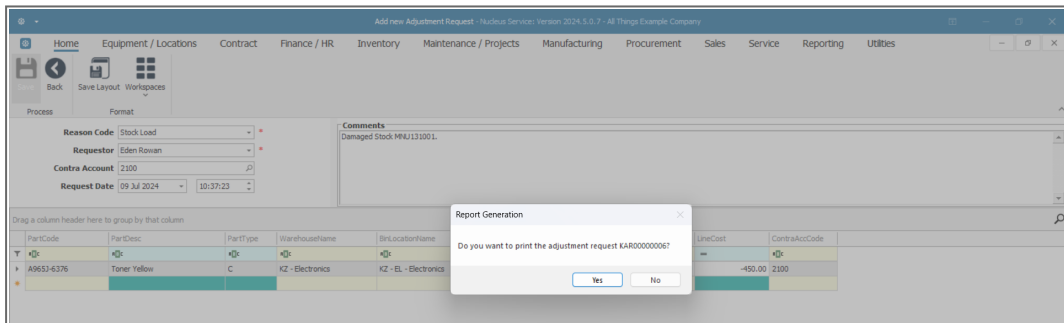 Add new Adjustment Request - Nucleus Service: Version 2024.5.0.7 - All Things Example Company
Home Equipment / Locations Contract Finance / HR Inventory Maintenance / Projects Manufacturing Procurement Sales Service Reporting Utilities
Back Save Layout Workspaces
Process Format
Reason Code Stock Load *
Requestor Eden Rowan *
Contra Account 2100
Request Date 09 Jul 2024 10:37:23
Comments
Damaged Stock MNU131001.
Drag a column header here to group by that column
Report Generation
Do you want to print the adjustment request KAR00000006?
Yes No
PartCode PartDesc PartType WarehouseName BinLocationName LineCost ContraAccCode
A965J-6376 Toner Yellow C KZ - Electronics KZ - EL - Electronics -450.00 2100